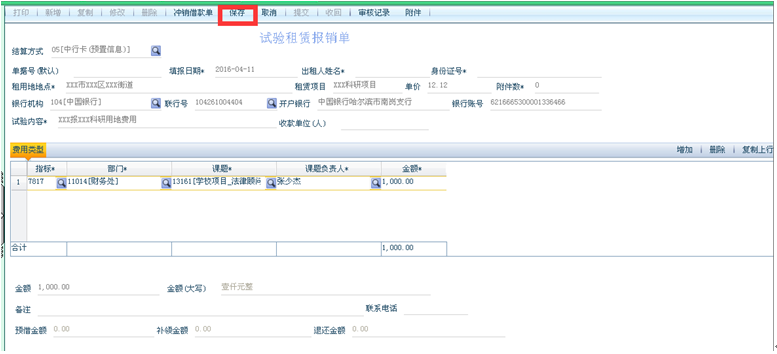 打印 新增 复制 修改 删除 冲销借款单 保存 取消 提交 收回 审核记录 附件
试验租赁报销单
结算方式 05[中行卡(预置信息)]
单据号(默认) 填报日期* 2016-04-11 出租人姓名* 身份证号*
租用地地点* xxx市xxx区xxx街道 租赁项目 xxx科研项目 单价 12.12 附件数* 0
银行机构 104[中国银行] 联行号 104261004404 开户银行 中国银行哈尔滨市南岗支行 银行账号 6216665300001336466
试验内容* xxx报xxx科研用地费用 收款单位(人)
费用类型 增加 删除 复制上行
指标* 部门* 课题* 课题负责人* 金额*
1 T817 11014[财务处] 13161[学校项目_法律顾 张少杰 1,000.00
合计 1,000.00
金额 1,000.00 金额(大写) 壹仟元整
备注 联系电话
预借金额 0.00 补领金额 0.00 退还金额 0.00